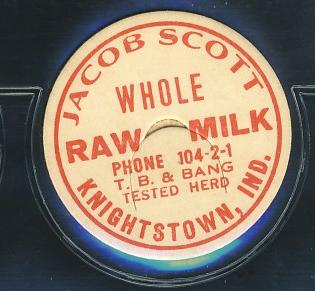 JACOB SCOTT
WHOLE
RAW MILK
PHONE 104-2-1
T. B. & BANG
TESTED HERD
KNIGHTSTOWN, IND.